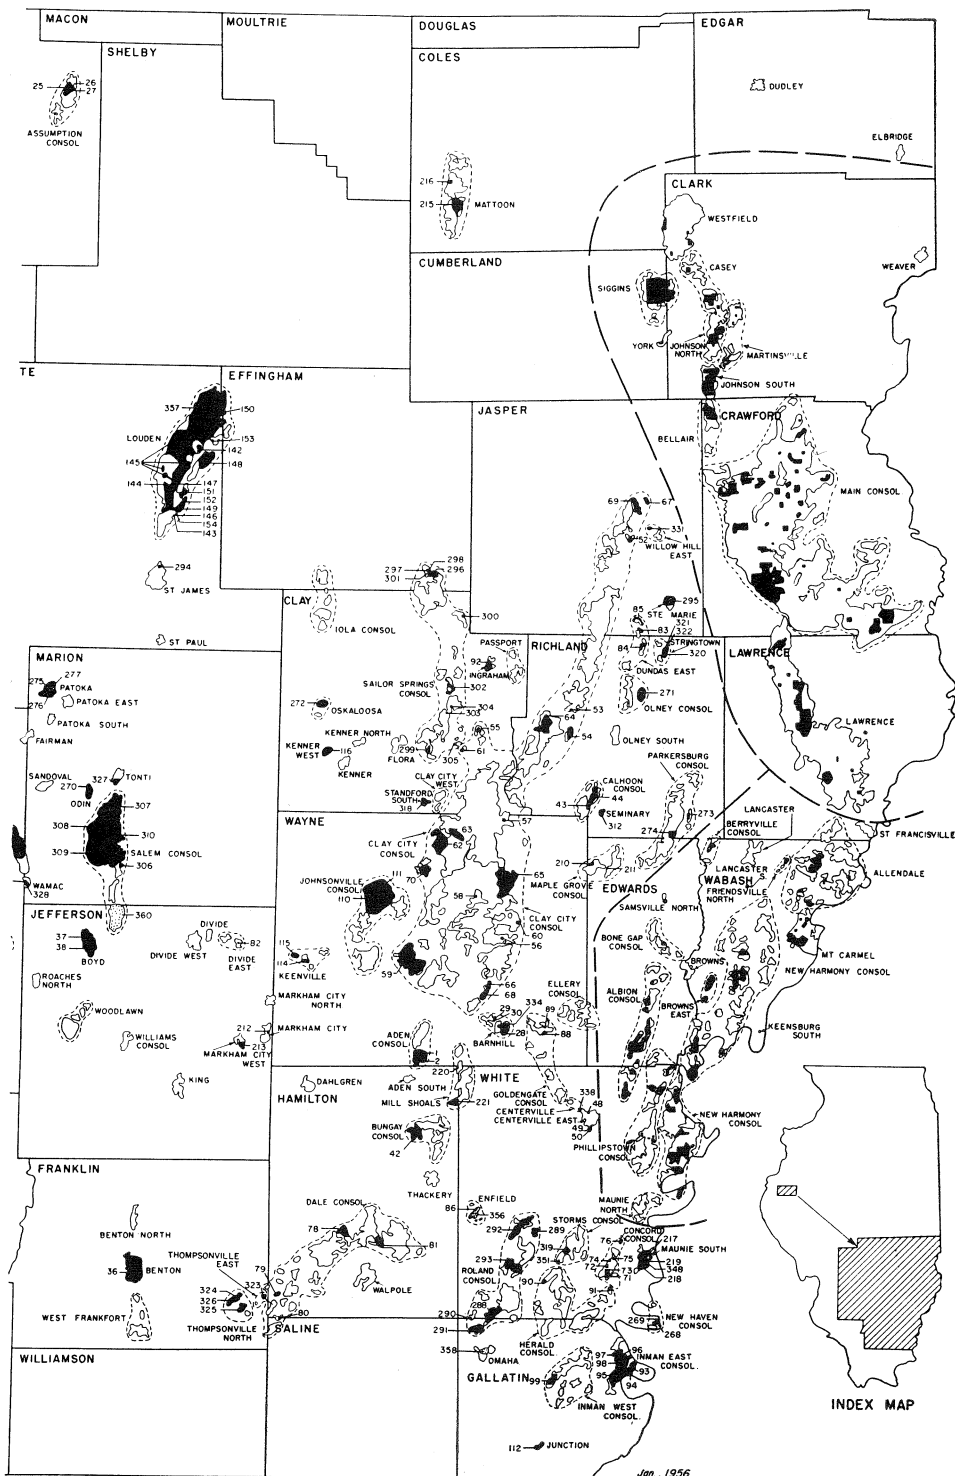 MACON
MOULTRIE
DOUGLAS
EDGAR
SHELBY
COLES
25
26
27
ASSUMPTION
CONSOL
DUDLEY
ELBRIDGE
216
215
MATTOON
CLARK
WESTFIELD
CUMBERLAND
CASEY
WEAVER
SIGGINS
YORK
JOHNSON
NORTH
MARTINSVILLE
JOHNSON SOUTH
TE
EFFINGHAM
JASPER
CRAWFORD
BELLAIR
MAIN CONSOL
337
150
LOUDEN
153
142
145
148
144
147
151
152
149
146
154
143
294
ST JAMES
ST PAUL
69
67
52
331
WILLOW HILL
EAST
297
298
296
301
CLAY
IOLA CONSOL
300
85
STE MARIE
295
321
322
83
STRINGTOWN
84
320
DUNDAS EAST
PASSPORT
RICHLAND
92
INGRAHAM
LAWRENCE
MARION
275
277
PATOKA
276
PATOKA EAST
PATOKA SOUTH
FAIRMAN
SAILOR SPRINGS
CONSOL
302
272
OSKALOOSA
304
303
53
64
54
55
271
OLNEY CONSOL
LAWRENCE
KENNER NORTH
KENNER
WEST
116
KENNER
299
FLORA
305
61
OLNEY SOUTH
PARKERSBURG
CONSOL
SANDOVAL
327
TONTI
270
ODIN
307
CLAY CITY
WEST
STANDFORD
SOUTH
318
CALHOON
CONSOL
43
44
SEMINARY
312
273
274
LANCASTER
BERRYVILLE
CONSOL
ST FRANCISVILLE
308
310
309
SALEM CONSOL
306
WAYNE
57
63
62
CLAY CITY
CONSOL
111
70
WAMAC
328
JOHNSONVILLE
CONSOL
110
58
65
MAPLE GROVE
CONSOL
210
211
EDWARDS
LANCASTER
S
WABASH
FRIENDSVILLE
NORTH
ALLENDALE
SAMSVILLE NORTH
JEFFERSON
360
37
38
BOYD
DIVIDE
82
DIVIDE WEST
DIVIDE
EAST
115
114
KEENVILLE
CLAY CITY
CONSOL
60
56
59
BONE GAP
CONSOL
BROWNS
MT CARMEL
NEW HARMONY CONSOL
ROACHES
NORTH
MARKHAM CITY
NORTH
66
68
ELLERY
CONSOL
ALBION
CONSOL
BROWNS
EAST
KEENSBURG
SOUTH
WOODLAWN
WILLIAMS
CONSOL
212
MARKHAM CITY
213
MARKHAM CITY
WEST
ADEN
CONSOL
1
2
29
30
334
89
28
BARNHILL
88
KING
HAMILTON
DAHLGREN
220
ADEN SOUTH
MILL SHOALS
221
WHITE
GOLDENGATE
CONSOL
338
CENTERVILLE
48
CENTERVILLE EAST
49
50
PHILLIPSTOWN
CONSOL
NEW HARMONY
CONSOL
BUNGAY
CONSOL
42
THACKERY
FRANKLIN
BENTON NORTH
36
BENTON
WEST FRANKFORT
DALE CONSOL
78
81
WALPOLE
86
ENFIELD
356
292
289
STORMS CONSOL
MAUNIE
NORTH
CONCORD
CONSOL
217
76
MAUNIE SOUTH
319
74
75
219
293
351
72
73
348
ROLAND
CONSOL
90
71
218
91
THOMPSONVILLE
EAST
79
324
323
326
325
THOMPSONVILLE
NORTH
80
288
290
291
NEW HAVEN
CONSOL
269
268
SALINE
HERALD
CONSOL.
358
OMAHA
GALLATIN
97
96
INMAN EAST
CONSOL.
98
93
95
94
99
INMAN WEST
CONSOL.
WILLIAMSON
112
JUNCTION
INDEX MAP
Jan., 1956